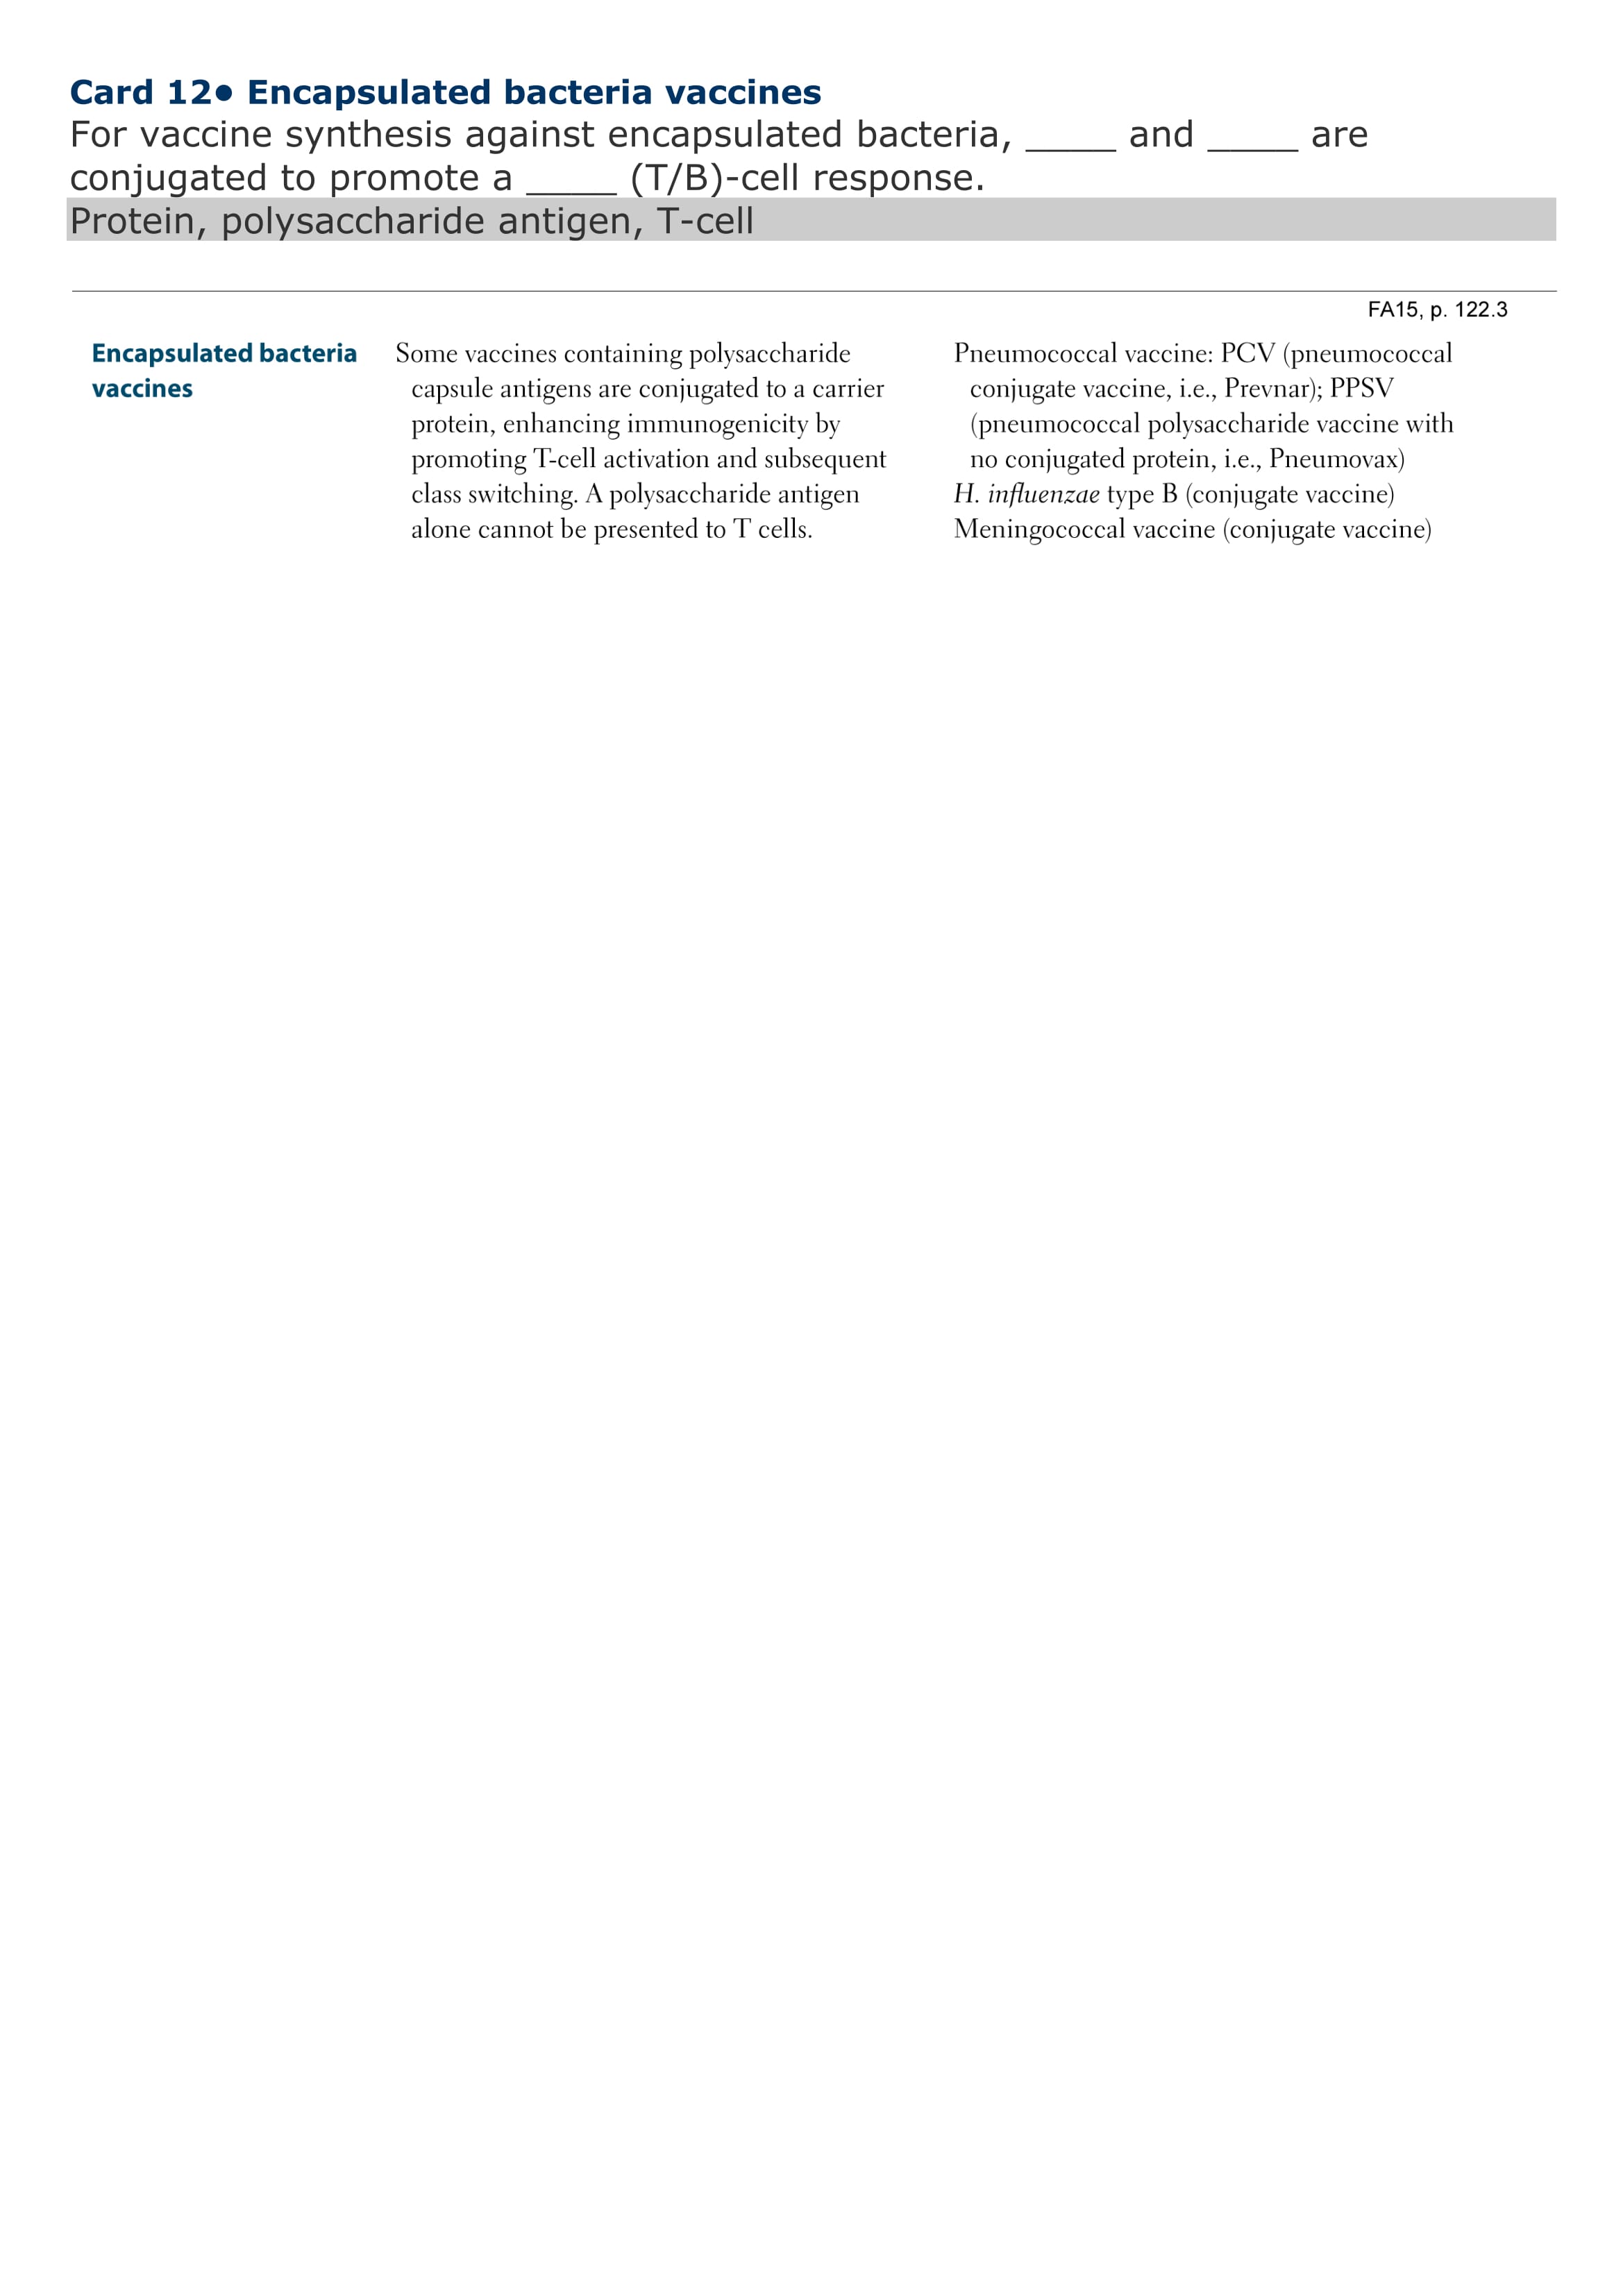 Card 12• Encapsulated bacteria vaccines
For vaccine synthesis against encapsulated bacteria, _____ and _____ are
conjugated to promote a _____ (T/B)-cell response.
Protein, polysaccharide antigen, T-cell
FA15, p. 122.3
Encapsulated bacteria
vaccines
Some vaccines containing polysaccharide
capsule antigens are conjugated to a carrier
protein, enhancing immunogenicity by
promoting T-cell activation and subsequent
class switching. A polysaccharide antigen
alone cannot be presented to T cells.
Pneumococcal vaccine: PCV (pneumococcal
conjugate vaccine, i.e., Prevnar); PPSV
(pneumococcal polysaccharide vaccine with
no conjugated protein, i.e., Pneumovax)
H. influenzae type B (conjugate vaccine)
Meningococcal vaccine (conjugate vaccine)